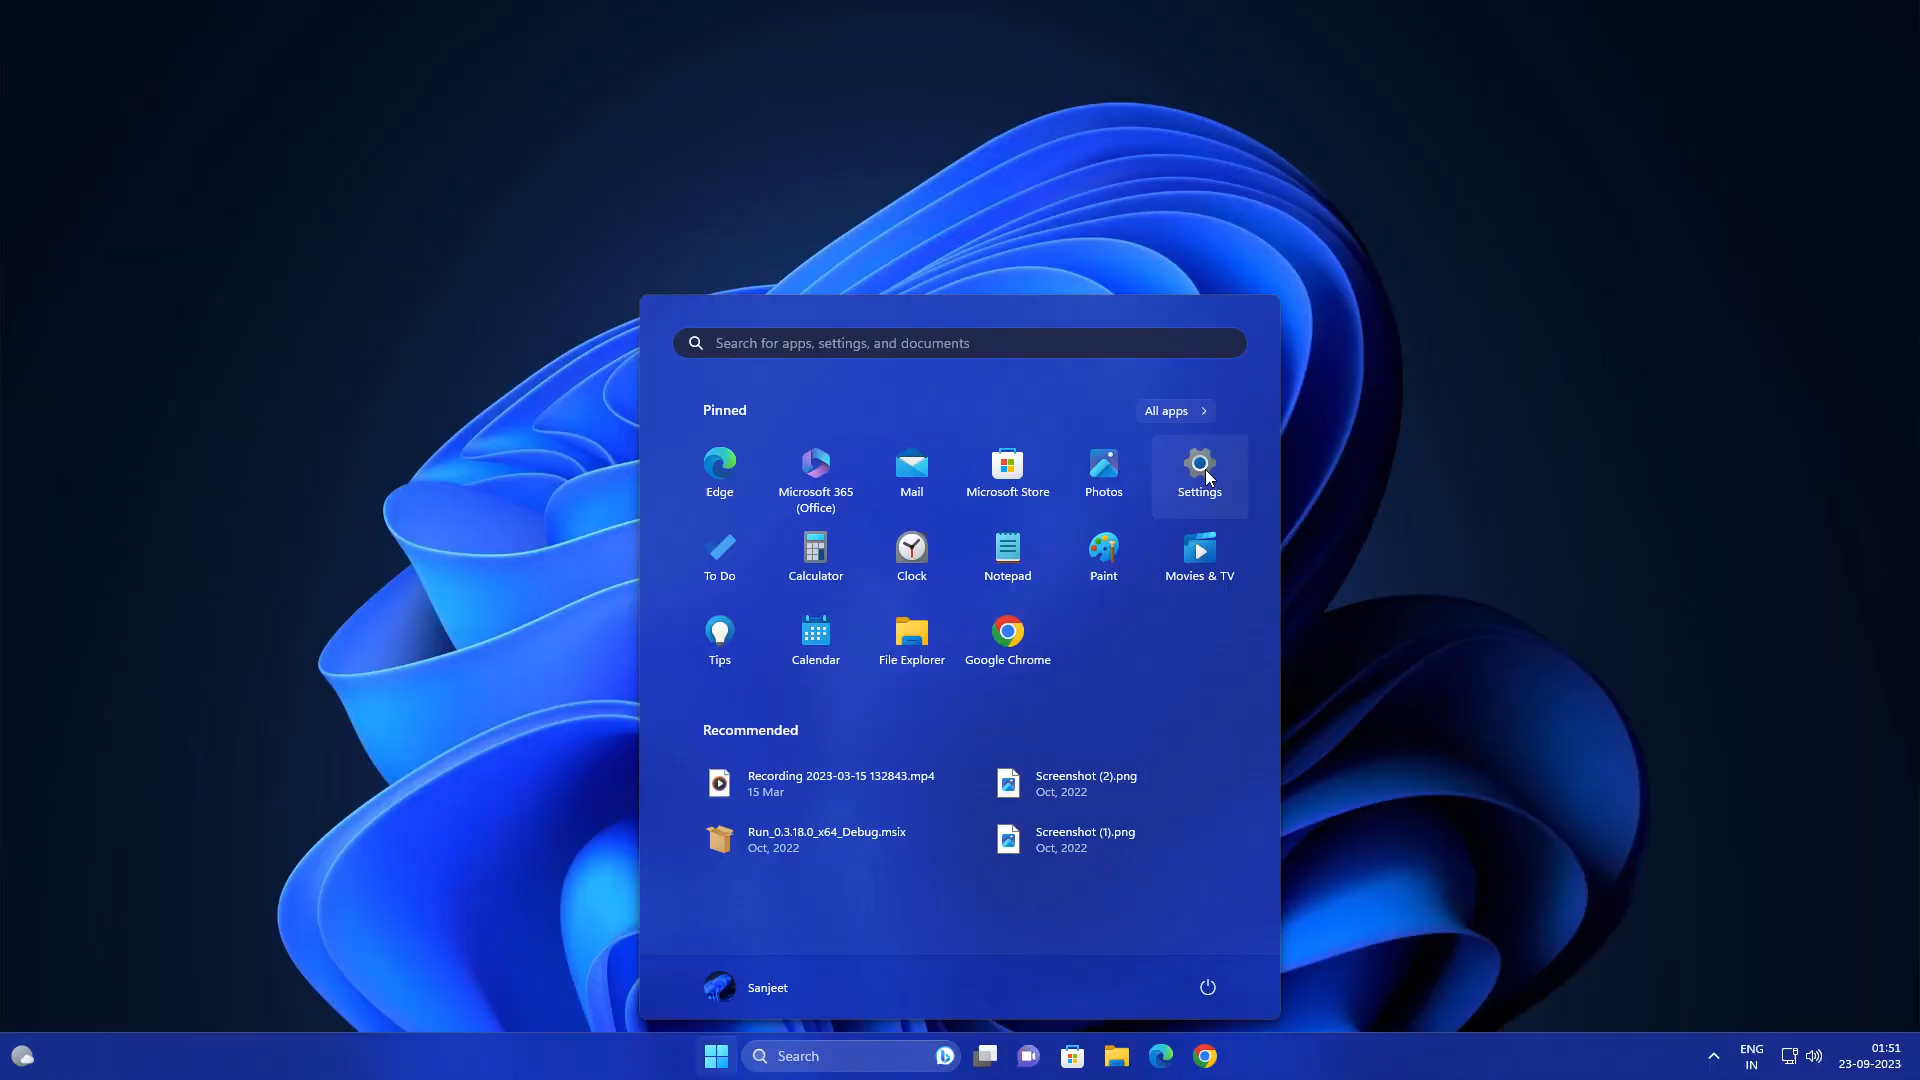 Search for apps, settings, and documents
Pinned
All apps
Edge
Microsoft 365
(Office)
Mail
Microsoft Store
Photos
Settings
To Do
Calculator
Clock
Notepad
Paint
Movies & TV
Tips
Calendar
File Explorer
Google Chrome
Recommended
Recording 2023-03-15 132843.mp4
15 Mar
Screenshot (2).png
Oct, 2022
Run_0.3.18.0_x64_Debug.msix
Oct, 2022
Screenshot (1).png
Oct, 2022
Sanjeet
Search
ENG
IN
01:51
23-09-2023